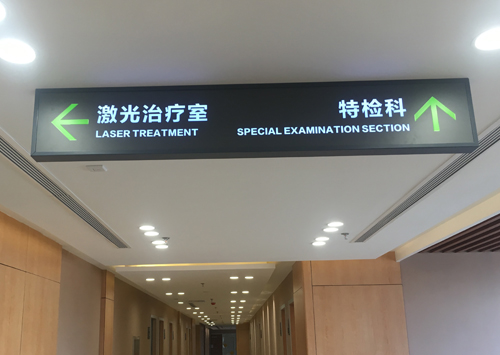 激光治疗室
LASER TREATMENT
特检科
SPECIAL EXAMINATION SECTION